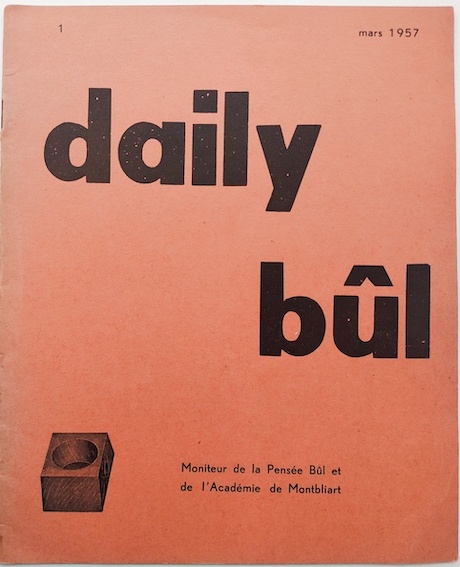 1
mars 1957
daily
bûl
Moniteur de la Pensée Bûl et
de l'Académie de Montbliart